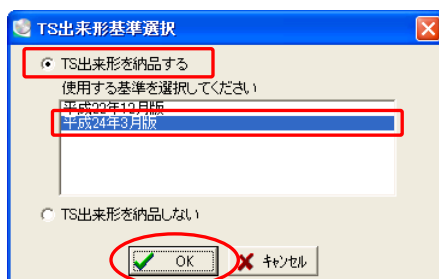 TS出来形基準選択
TS出来形を納品する
使用する基準を選択してください
平成22年12月版
平成24年3月版
TS出来形を納品しない
OK
キャンセル